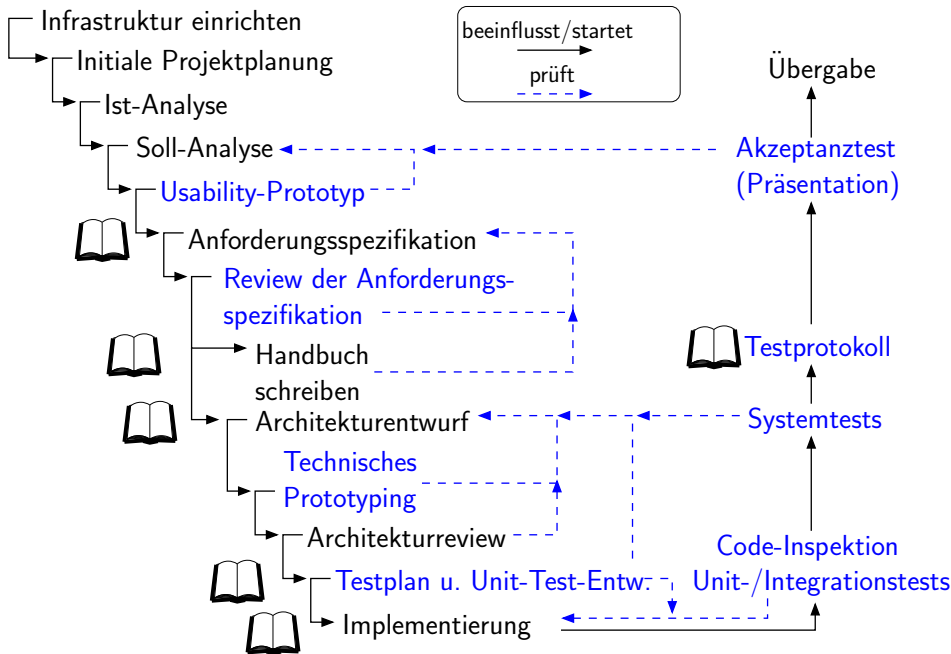 Infrastruktur einrichten
Initiale Projektplanung
Ist-Analyse
Soll-Analyse
Usability-Prototyp
Anforderungsspezifikation
Review der Anforderungs-
spezifikation
Handbuch
schreiben
Architekturentwurf
Technisches
Prototyping
Architekturreview
Testplan u. Unit-Test-Entw.
Implementierung
beeinflusst/startet
prüft
Übergabe
Akzeptanztest
(Präsentation)
Testprotokoll
Systemtests
Code-Inspektion
Unit-/Integrationstests